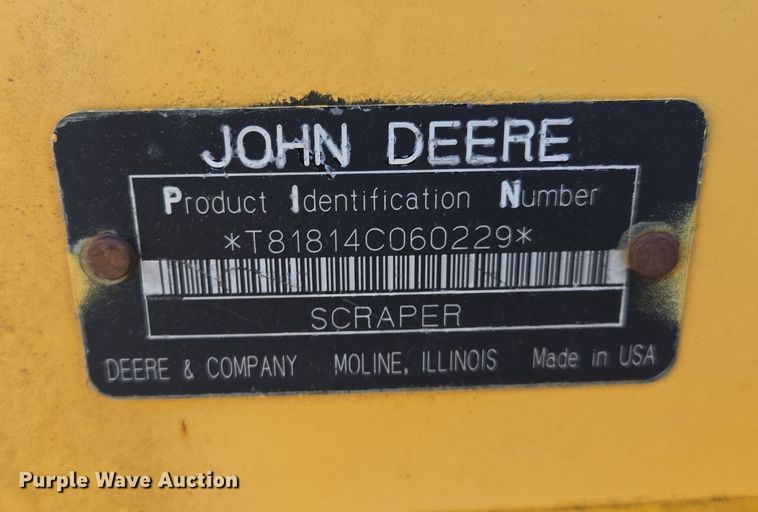 JOHN DEERE
Product Identification Number
*T81814C060229*
SCRAPER
DEERE & COMPANY MOLINE, ILLINOIS Made in USA
Purple Wave Auction